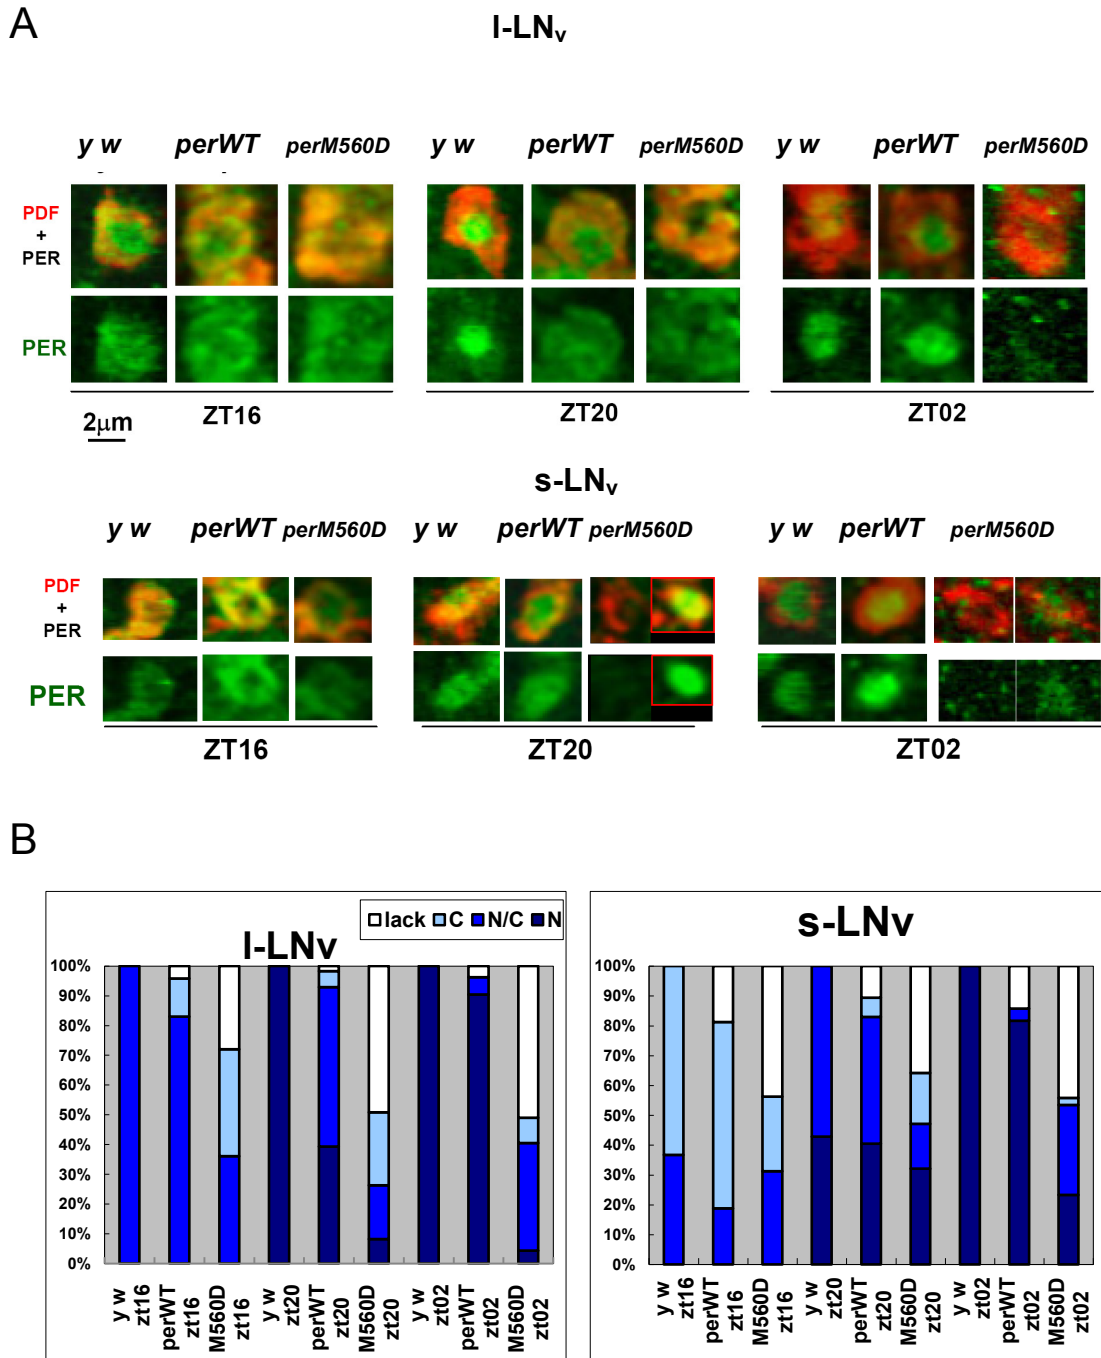 A
l-LNv
y w perWT perM560D y w perWT perM560D y w perWT perM560D
PDF
+
PER
PER
ZT16 ZT20 ZT02
2μm
s-LNv
y w perWT perM560D y w perWT perM560D y w perWT perM560D
PDF
+
PER
PER
ZT16 ZT20 ZT02
B
lack C N/C N
l-LNv
100%
90%
80%
70%
60%
50%
40%
30%
20%
10%
0%
y w zt16
perWT zt16
M560D zt16
y w zt20
perWT zt20
M560D zt20
y w zt02
perWT zt02
M560D zt02
s-LNv
100%
90%
80%
70%
60%
50%
40%
30%
20%
10%
0%
y w zt16
perWT zt16
M560D zt16
y w zt20
perWT zt20
M560D zt20
y w zt02
perWT zt02
M560D zt02